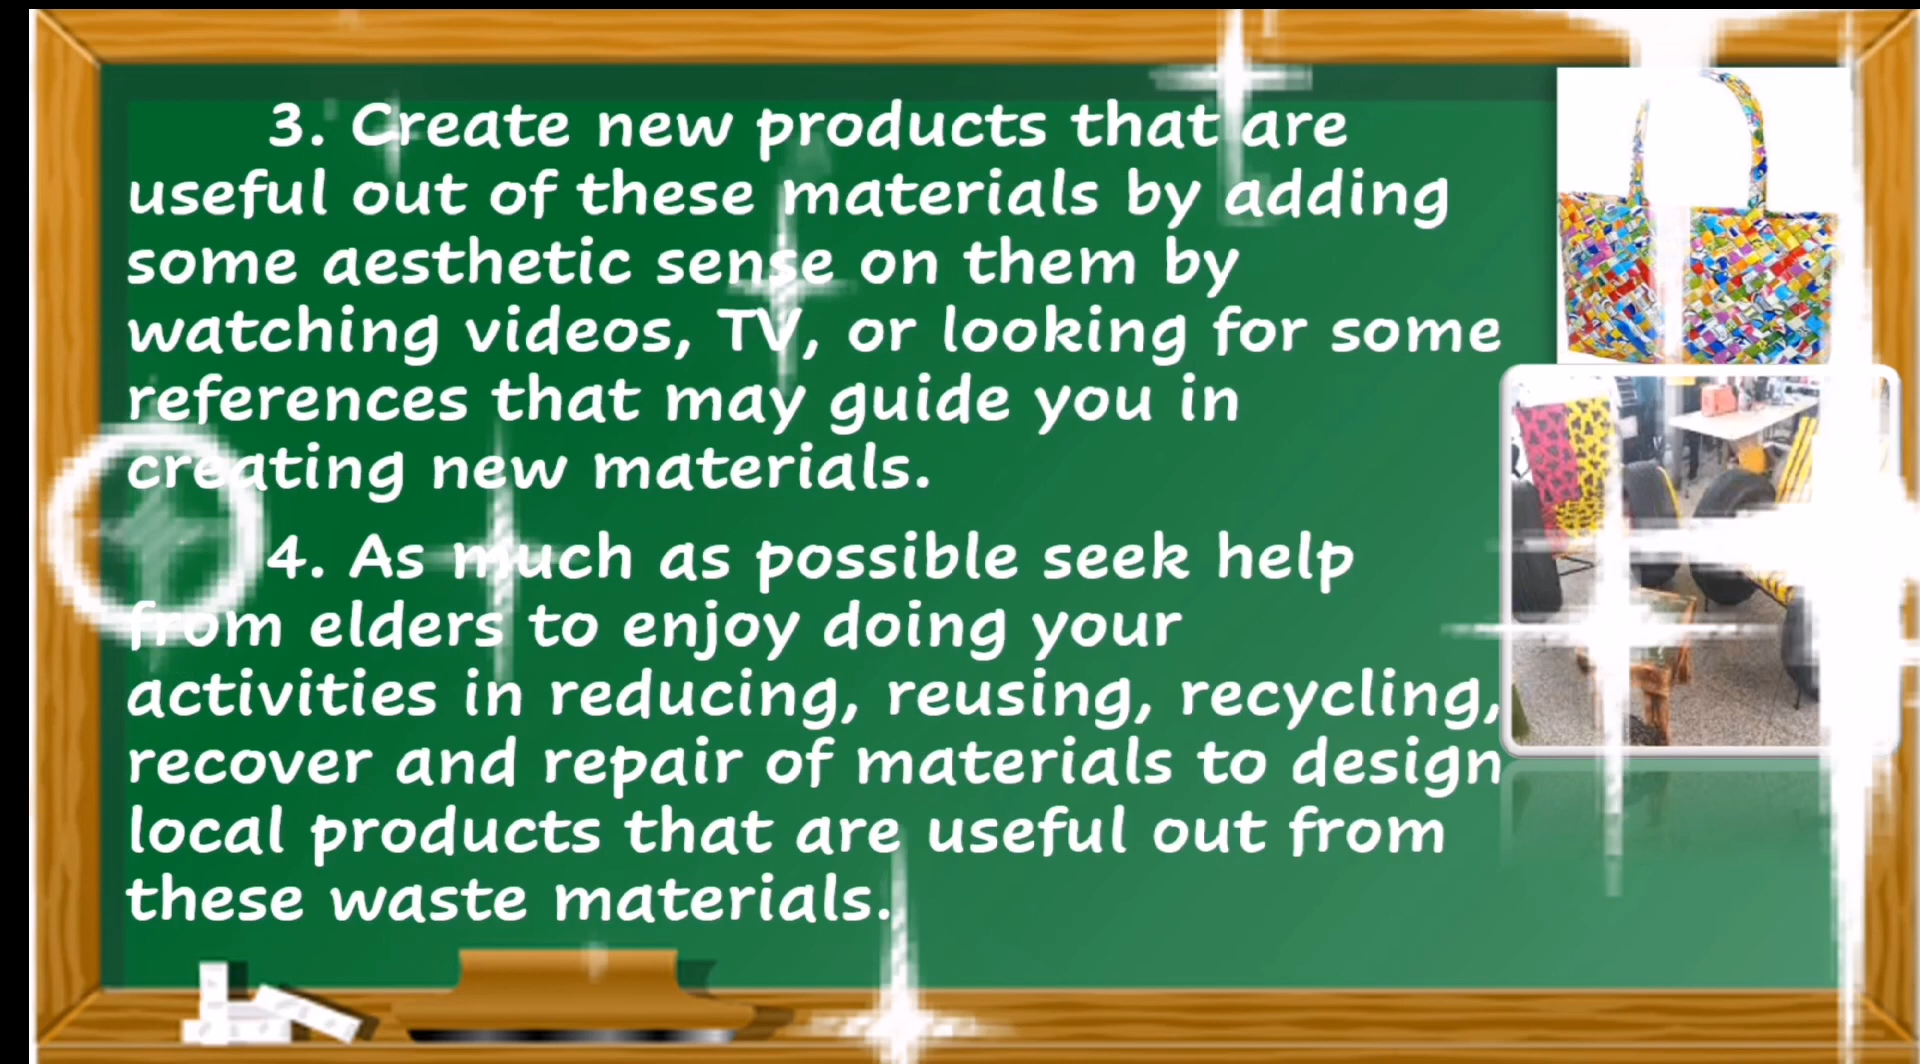 3. Create new products that are
useful out of these materials by adding
some aesthetic sense on them by
watching videos, TV, or looking for some
references that may guide you in
creating new materials.
4. As much as possible seek help
from elders to enjoy doing your
activities in reducing, reusing, recycling,
recover and repair of materials to design
local products that are useful out from
these waste materials.